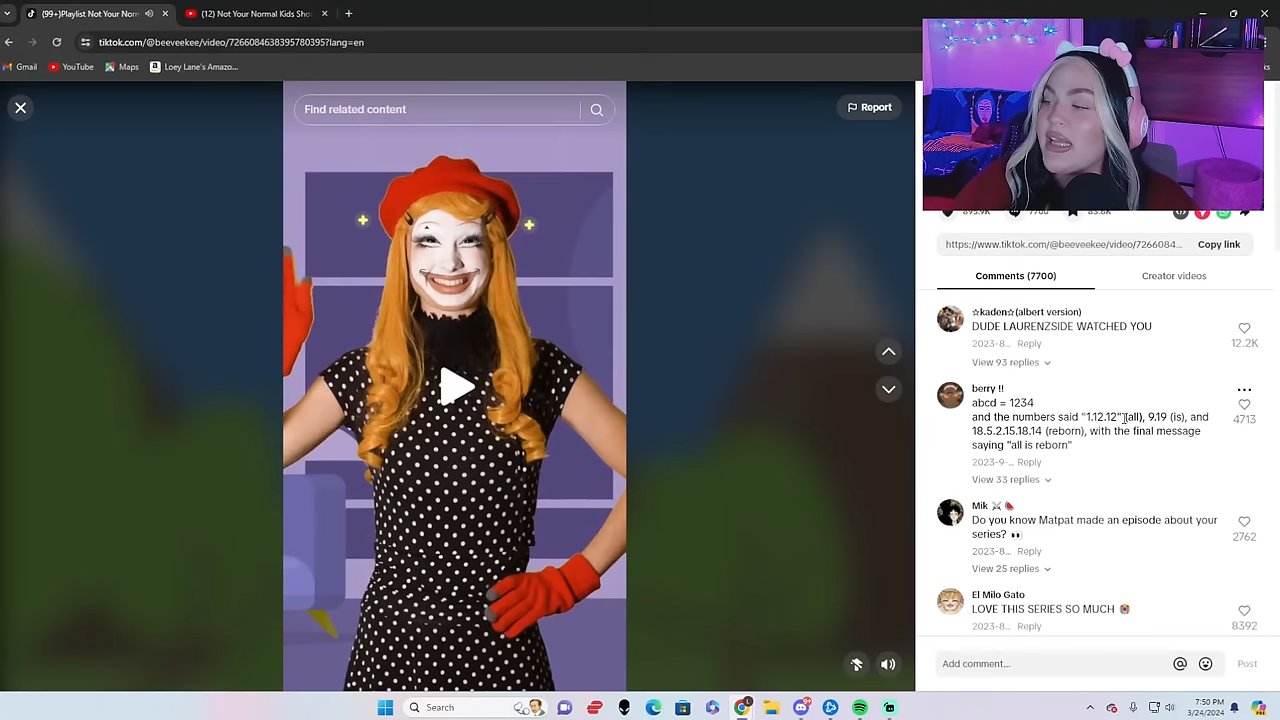 (99+)Playlist Not Your Norm
(12) Not Your Normal Kids Sho
tiktok.com/@beeveekee/video/7266084395780395?lang=en
Gmail
YouTube
Maps
Loey Lane's Amazo...
Find related content
Report
895.9K
7700
83.6K
https://www.tiktok.com/@beeveekee/video/7266084...
Copy link
Comments (7700)
Creator videos
☆kaden☆(albert version)
DUDE LAURENZSIDE WATCHED YOU
12.2K
2023-8... Reply
View 93 replies
berry !!
abcd = 1234
and the numbers said "1.12.12" (all), 9.19 (is), and
18.5.2.15.18.14 (reborn), with the final message
saying "all is reborn"
4713
2023-9-... Reply
View 33 replies
Mik ⚔️ 🍉
Do you know Matpat made an episode about your
series? 👀
2762
2023-8... Reply
View 25 replies
El Milo Gato
LOVE THIS SERIES SO MUCH
8392
2023-8... Reply
Add comment...
Post
Search
7:50 PM
3/24/2024